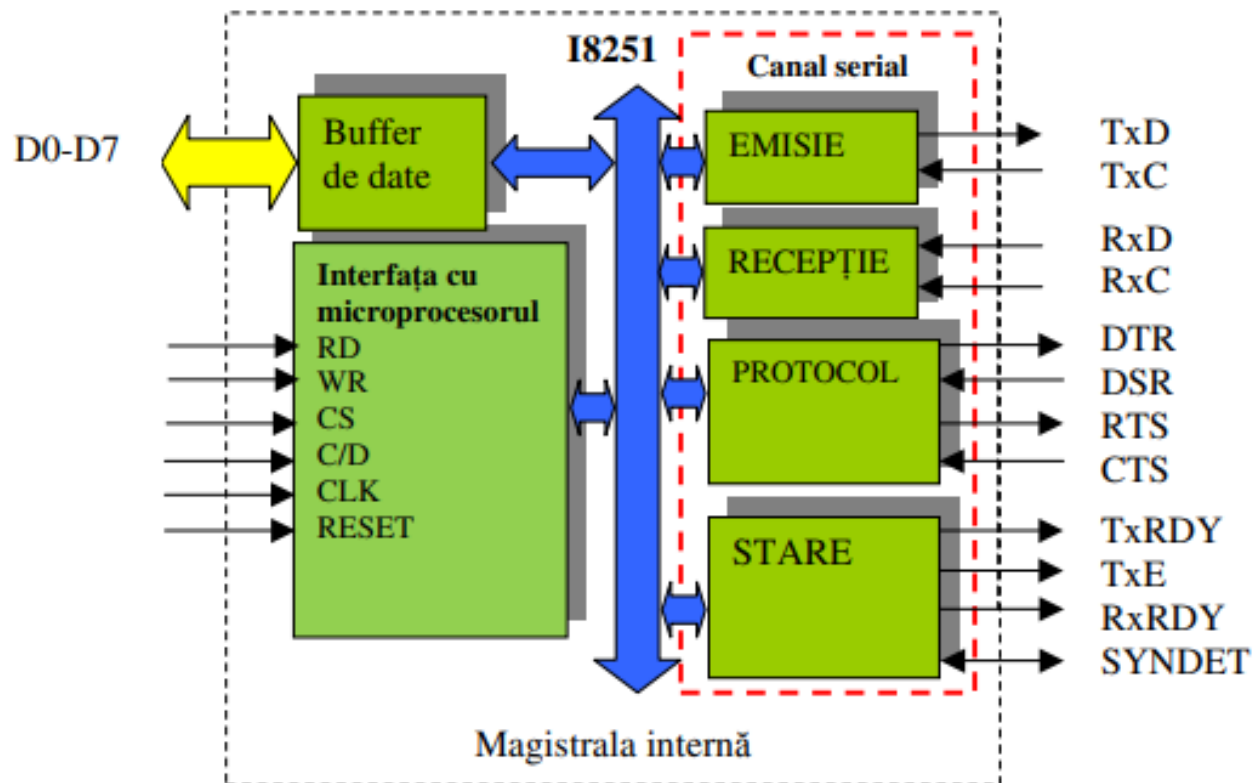 I8251
Canal serial
D0-D7
Buffer
de date
EMISIE
TxD
TxC
RECEPȚIE
RxD
RxC
Interfața cu
microprocesorul
RD
WR
CS
C/D
CLK
RESET
PROTOCOL
DTR
DSR
RTS
CTS
STARE
TxRDY
TxE
RxRDY
SYNDET
Magistrala internă